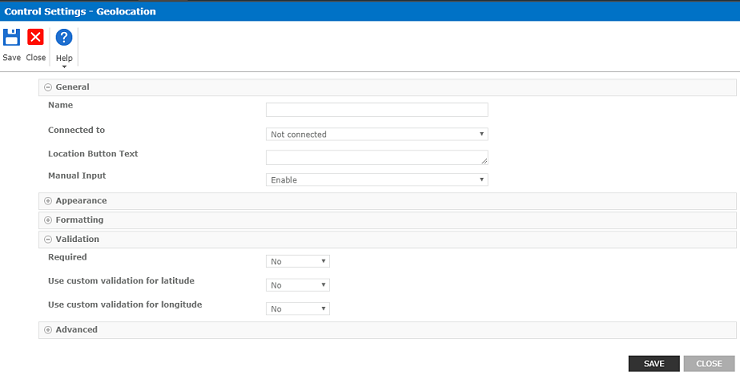 Control Settings - Geolocation
Save Close Help
General
Name
Connected to Not connected
Location Button Text
Manual Input Enable
Appearance
Formatting
Validation
Required No
Use custom validation for latitude No
Use custom validation for longitude No
Advanced
SAVE CLOSE